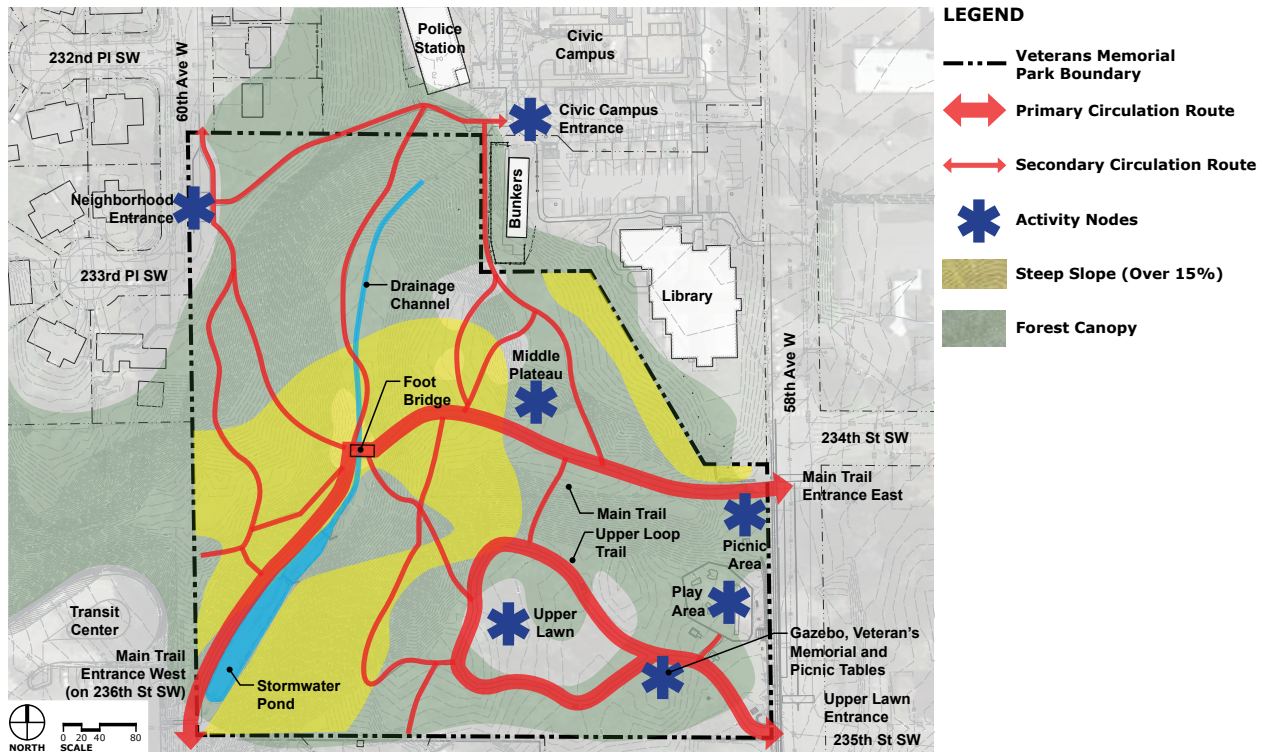 LEGEND
Veterans Memorial
Park Boundary
Primary Circulation Route
Secondary Circulation Route
Activity Nodes
Steep Slope (Over 15%)
Forest Canopy
232nd Pl SW
60th Ave W
Police
Station
Civic
Campus
Civic Campus
Entrance
Neighborhood
Entrance
Bunkers
233rd Pl SW
Drainage
Channel
Library
Middle
Plateau
58th Ave W
Foot
Bridge
234th St SW
Main Trail
Entrance East
Main Trail
Upper Loop
Trail
Picnic
Area
Play
Area
Transit
Center
Upper
Lawn
Gazebo, Veteran's
Memorial and
Picnic Tables
Main Trail
Entrance West
(on 236th St SW)
Stormwater
Pond
Upper Lawn
Entrance
235th St SW
0 20 40 80
NORTH SCALE